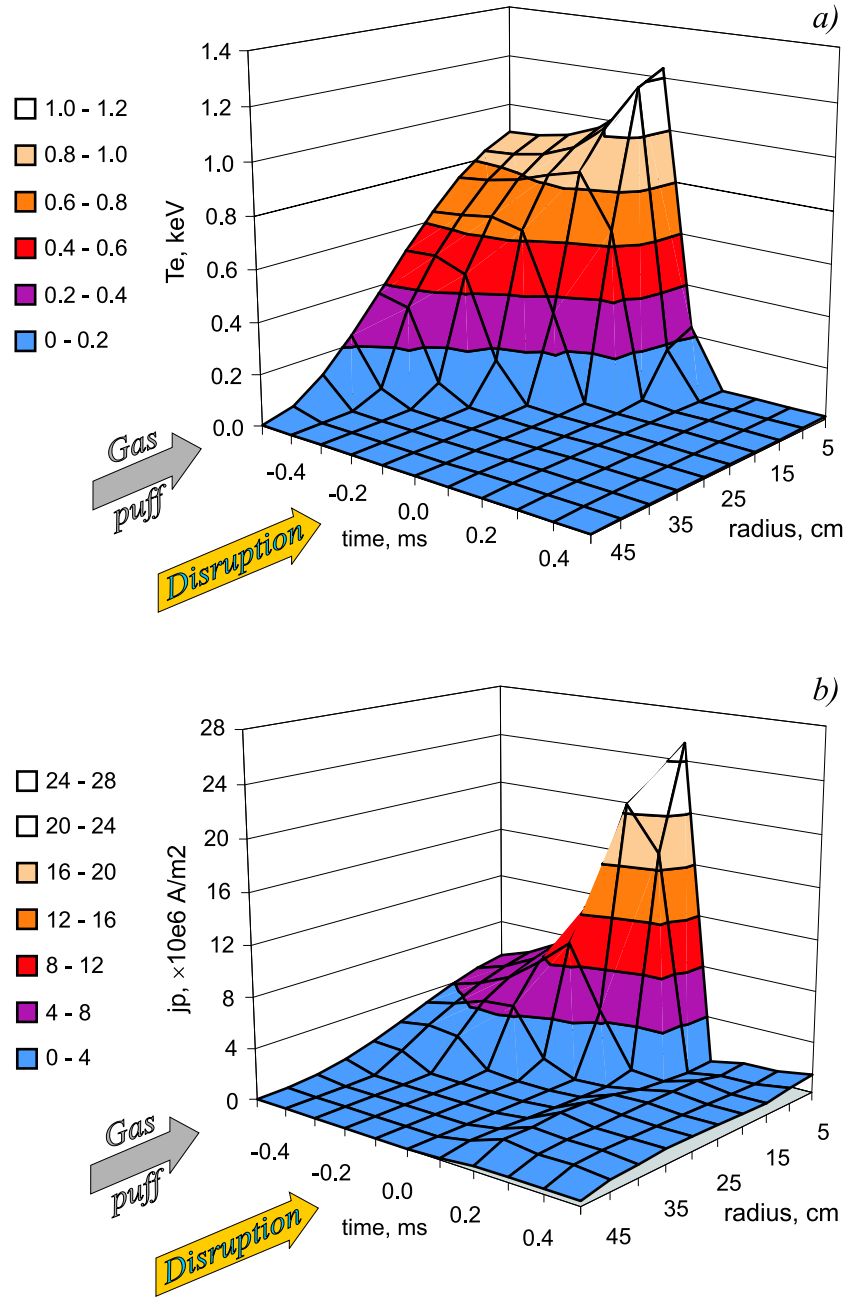 a)
1.4
1.2
1.0
0.8
0.6
0.4
0.2
0.0
Te, keV
1.0 - 1.2
0.8 - 1.0
0.6 - 0.8
0.4 - 0.6
0.2 - 0.4
0 - 0.2
Gas
puff
Disruption
-0.4
-0.2
0.0
0.2
0.4
time, ms
45
35
25
15
5
radius, cm
b)
28
24
20
16
12
8
4
0
jp, ×10e6 A/m2
24 - 28
20 - 24
16 - 20
12 - 16
8 - 12
4 - 8
0 - 4
Gas
puff
Disruption
-0.4
-0.2
0.0
0.2
0.4
time, ms
45
35
25
15
5
radius, cm